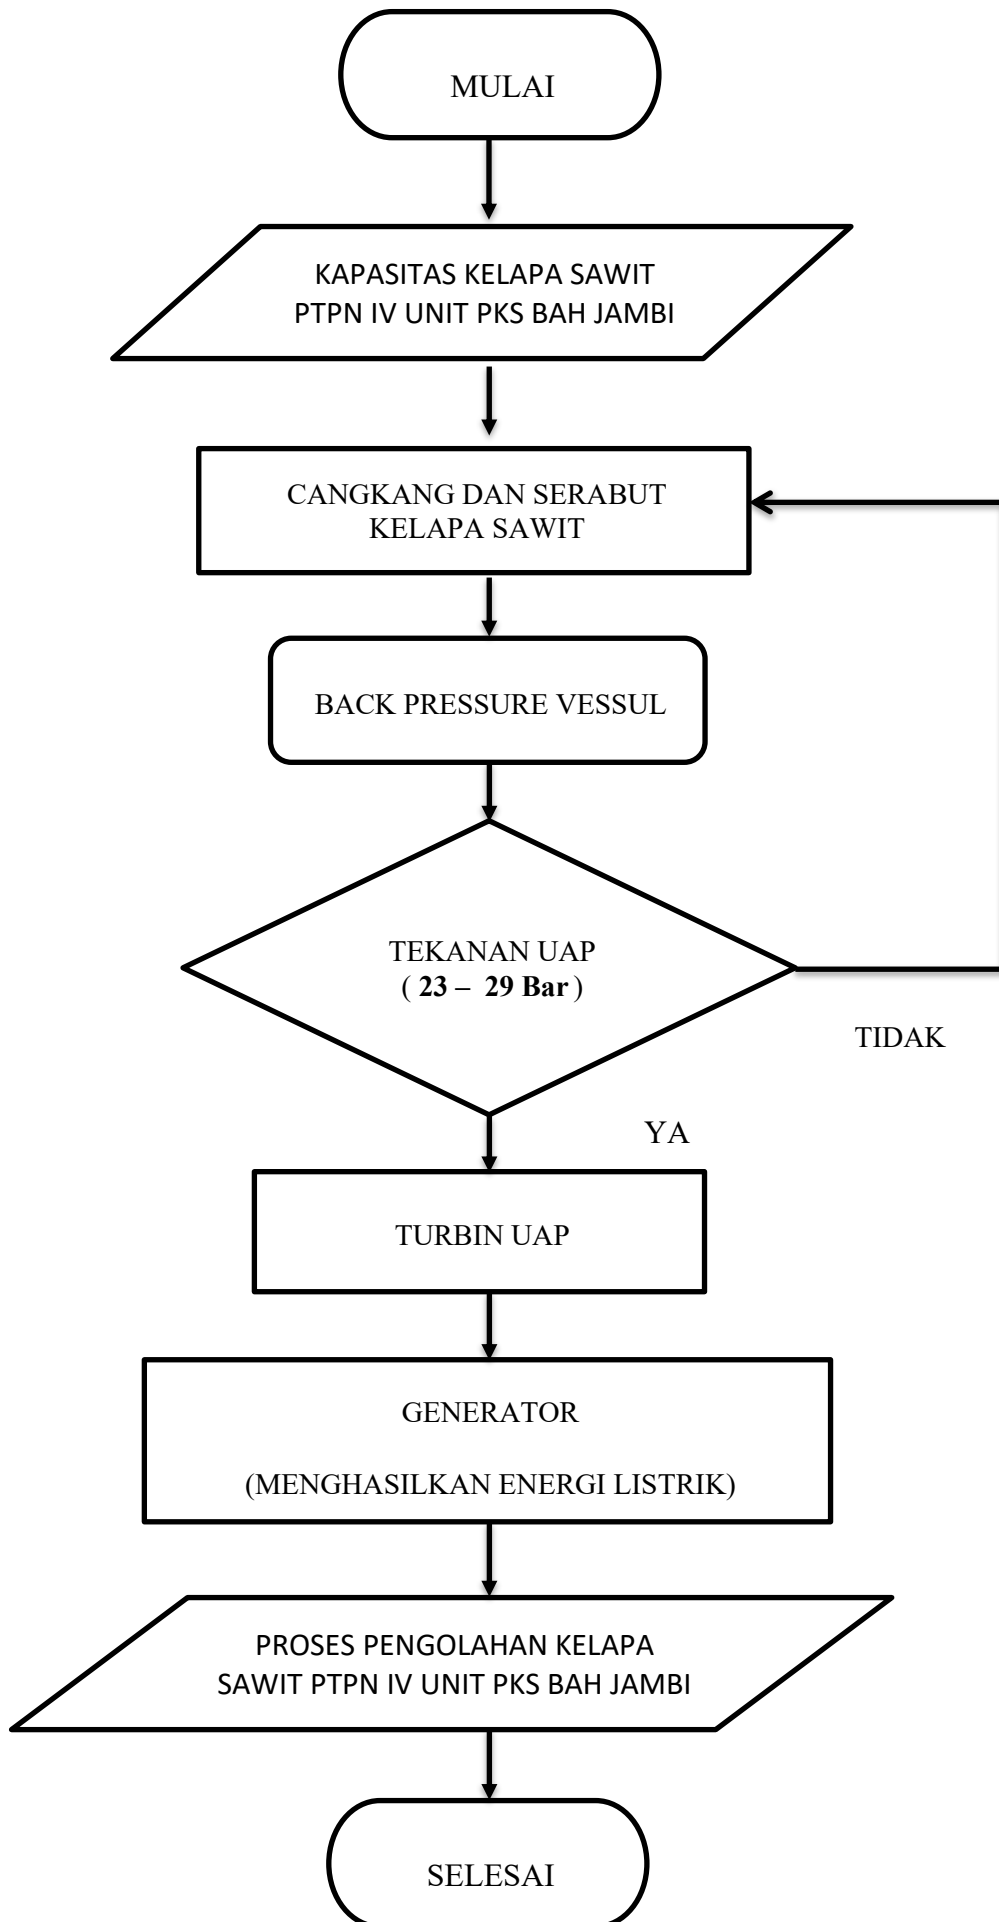 MULAI
KAPASITAS KELAPA SAWIT
PTPN IV UNIT PKS BAH JAMBI
CANGKANG DAN SERABUT
KELAPA SAWIT
BACK PRESSURE VESSUL
TEKANAN UAP
( 23 – 29 Bar )
TIDAK
YA
TURBIN UAP
GENERATOR
(MENGHASILKAN ENERGI LISTRIK)
PROSES PENGOLAHAN KELAPA
SAWIT PTPN IV UNIT PKS BAH JAMBI
SELESAI